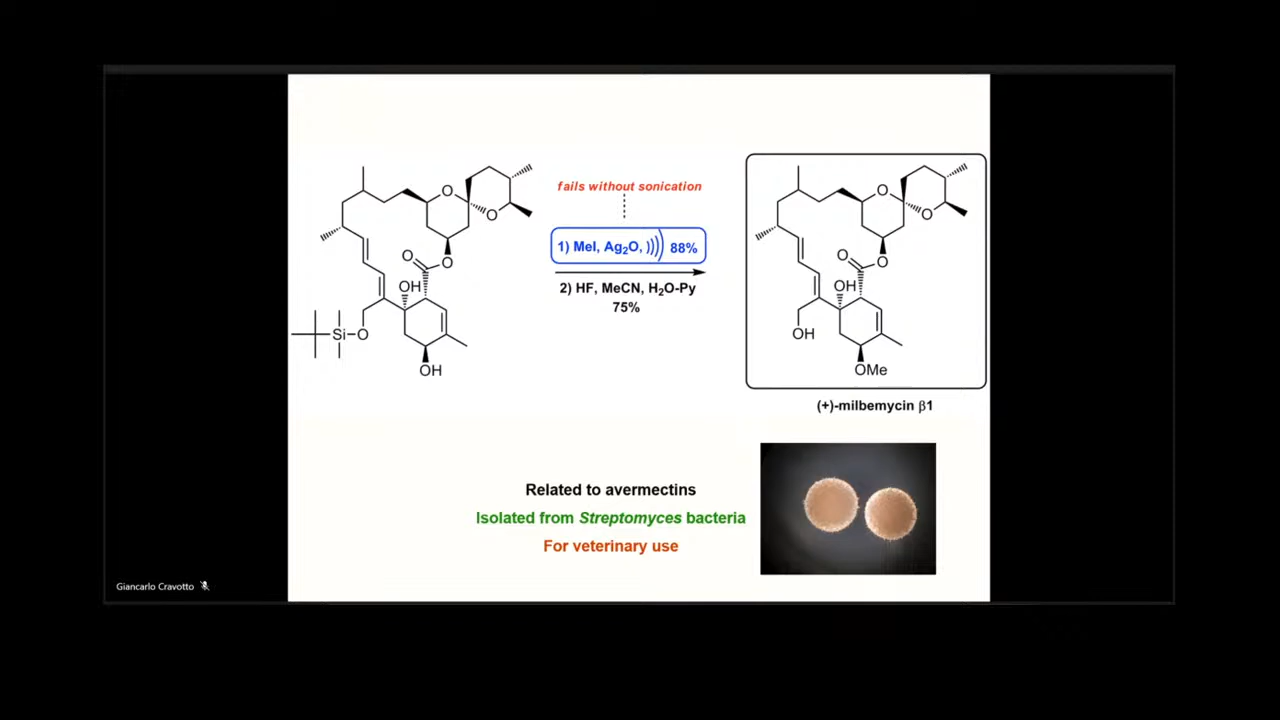 fails without sonication
1) MeI, Ag2O, ))) 88%
2) HF, MeCN, H2O-Py
75%
O
O
O
O
OH
Si
O
OH
O
O
O
O
OH
OH
OMe
(+)-milbemycin β1
Related to avermectins
Isolated from Streptomyces bacteria
For veterinary use
Giancarlo Cravotto